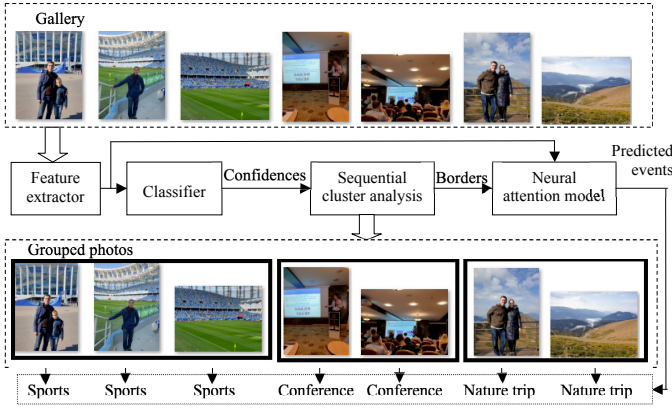 Gallery
Feature
extractor
Classifier
Confidences
Sequential
cluster analysis
Borders
Neural
attention model
Predicted
events
Grouped photos
Sports Sports Sports Conference Conference Nature trip Nature trip